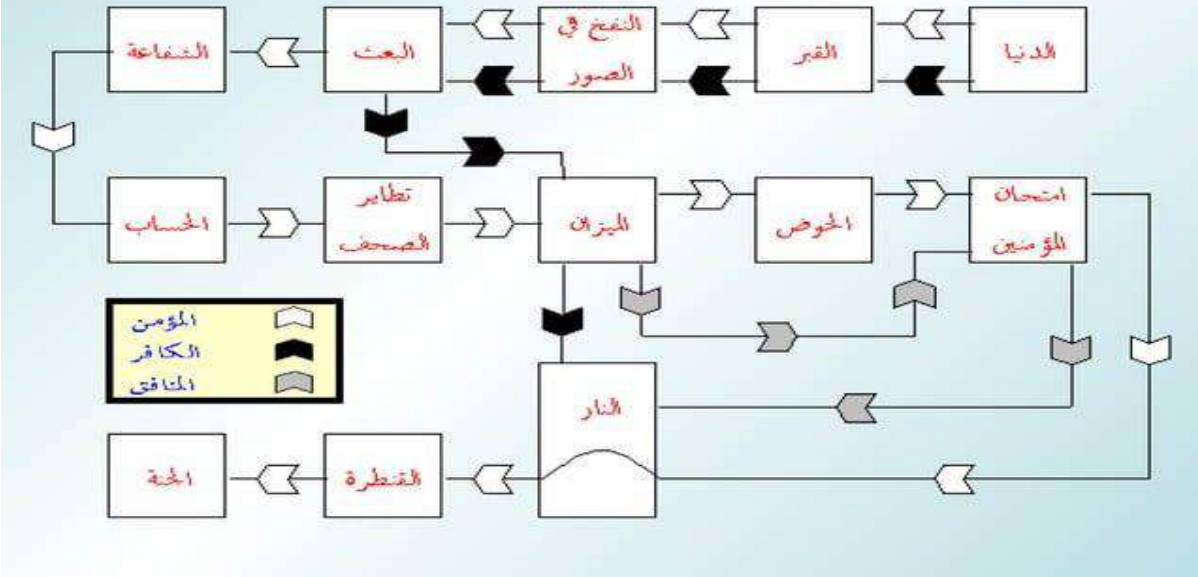 الدنيا
القبر
النفخ في
الصور
البعث
الشفاعة
الحساب
تطاير
الصحف
الميزان
الحوض
امتحان
المؤمنين
المؤمن
الكافر
المنافق
النار
القنطرة
الجنة